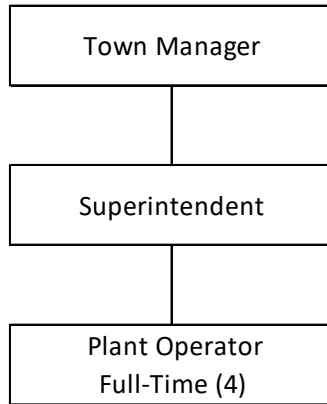 Town Manager
Superintendent
Plant Operator
Full-Time (4)